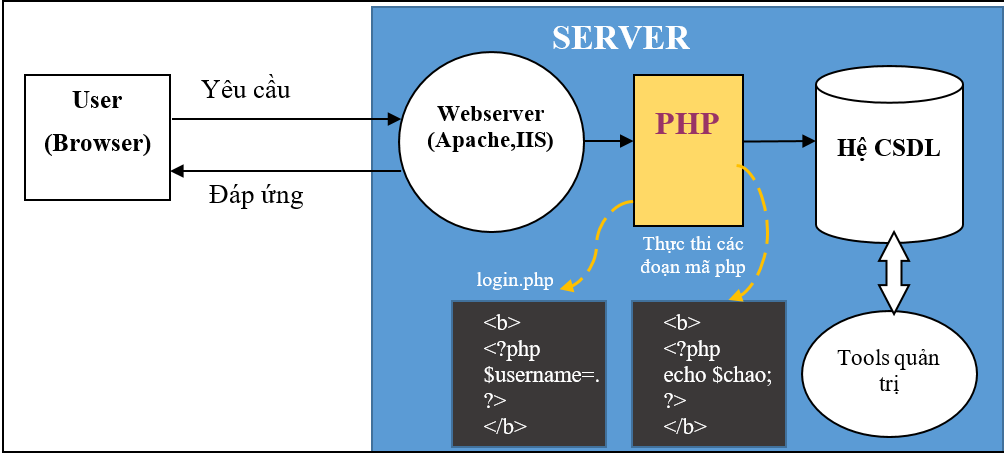 SERVER
User
(Browser)
Yêu cầu
Đáp ứng
Webserver
(Apache,IIS)
PHP
Hệ CSDL
Thực thi các
đoạn mã php
login.php
<b>
<?php
$username=.
?>
</b>
<b>
<?php
echo $chao;
?>
</b>
Tools quản
trị